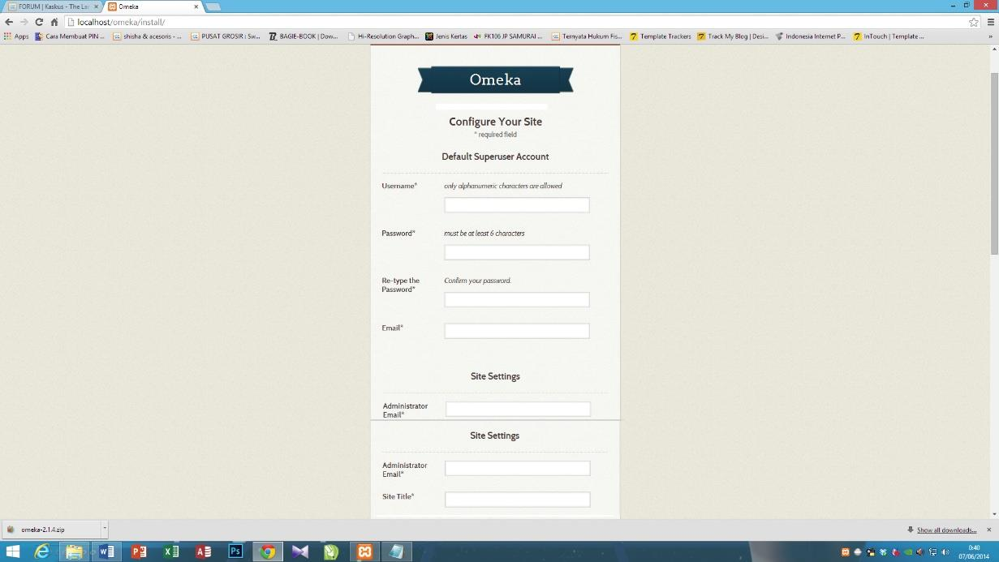 FORUM | Kaskus - The Lar
Omeka
localhost/omeka/install/
Apps
Cara Membuat PIN ...
shisha & acesoris - ...
PUSAT GROSIR : Sw...
BAGIE-BOOK | Dow...
Hi-Resolution Graph...
Jenis Kertas
FK106 JP SAMURAI ...
Ternyata Hukum Fis...
Template Trackers
Track My Blog | Desi...
Indonesia Internet P...
InTouch | Template ...
»
Omeka
Configure Your Site
* required field
Default Superuser Account
Username*
only alphanumeric characters are allowed
Password*
must be at least 6 characters
Re-type the
Password*
Confirm your password.
Email*
Site Settings
Administrator
Email*
Site Settings
Administrator
Email*
Site Title*
omeka-2.1.4.zip
Show all downloads...
0:40
07/06/2014